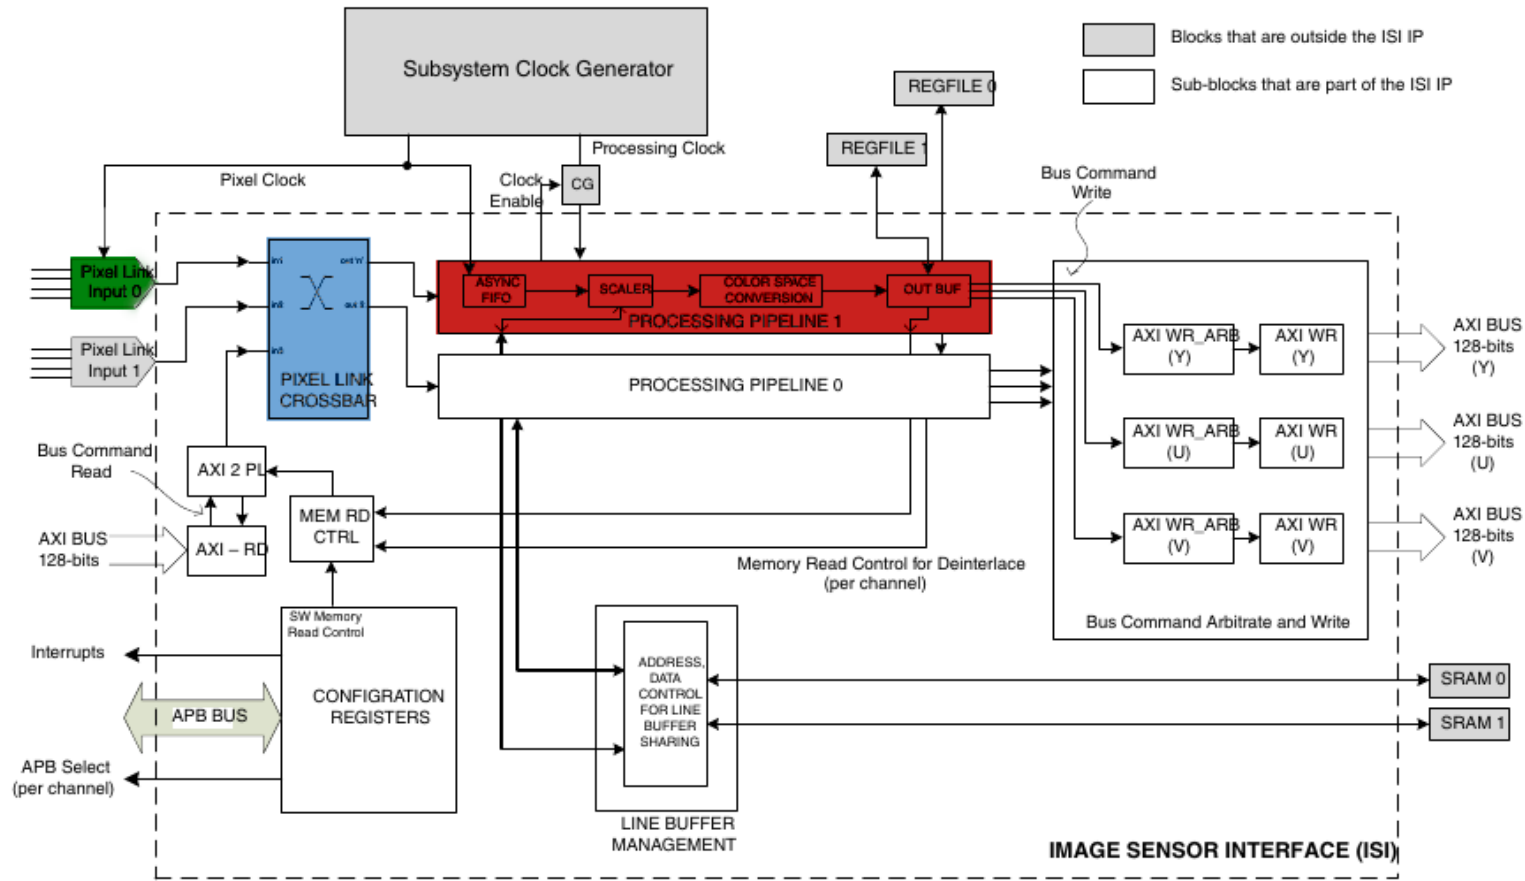 Subsystem Clock Generator
Blocks that are outside the ISI IP
Sub-blocks that are part of the ISI IP
REGFILE 0
REGFILE 1
Processing Clock
Pixel Clock
Clock
Enable
CG
Bus Command
Write
Pixel Link
Input 0
Pixel Link
Input 1
PIXEL LINK
CROSSBAR
ASYNC
FIFO
SCALER
COLOR SPACE
CONVERSION
OUT BUF
PROCESSING PIPELINE 1
PROCESSING PIPELINE 0
AXI WR_ARB
(Y)
AXI WR
(Y)
AXI BUS
128-bits
(Y)
AXI WR_ARB
(U)
AXI WR
(U)
AXI BUS
128-bits
(U)
AXI WR_ARB
(V)
AXI WR
(V)
AXI BUS
128-bits
(V)
Bus Command Arbitrate and Write
Bus Command
Read
AXI 2 PL
AXI – RD
AXI BUS
128-bits
MEM RD
CTRL
Memory Read Control for Deinterlace
(per channel)
SW Memory
Read Control
CONFIGRATION
REGISTERS
Interrupts
APB BUS
APB Select
(per channel)
ADDRESS,
DATA
CONTROL
FOR LINE
BUFFER
SHARING
LINE BUFFER
MANAGEMENT
SRAM 0
SRAM 1
IMAGE SENSOR INTERFACE (ISI)